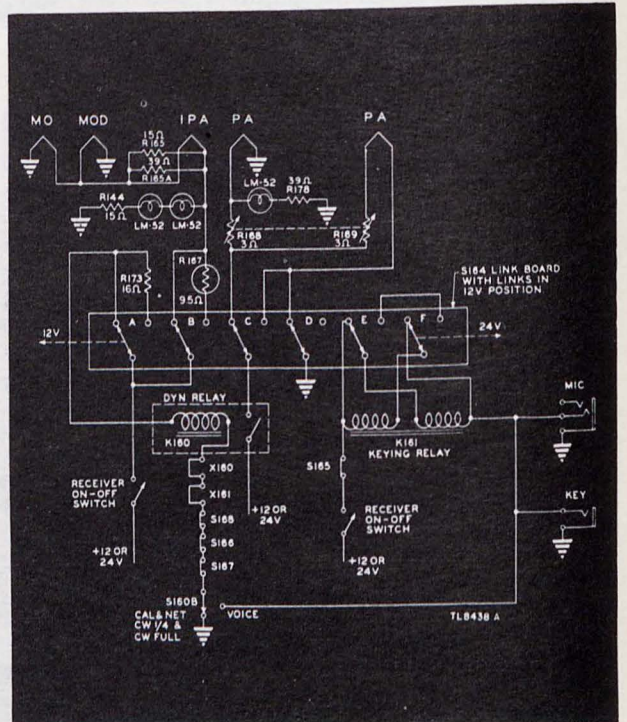 MO MOD IPA PA PA
15Ω
R165
39Ω
R165A
LM-52
39Ω
R178
R144
15Ω
LM-52 LM-52
R168
3Ω
R169
3Ω
R173
16Ω
R167
95Ω
S164 LINK BOARD
WITH LINKS IN
12V POSITION
12V
A B C D E F
24V
DYN RELAY
K160
MIC
K161
KEYING RELAY
X160
X161
S165
RECEIVER
ON-OFF
SWITCH
+12 OR
24V
S168
S166
S167
+12 OR
24V
RECEIVER
ON-OFF
SWITCH
+12 OR
24V
KEY
S160B
CAL & NET
CW 1/4 &
CW FULL
VOICE
TL8438 A